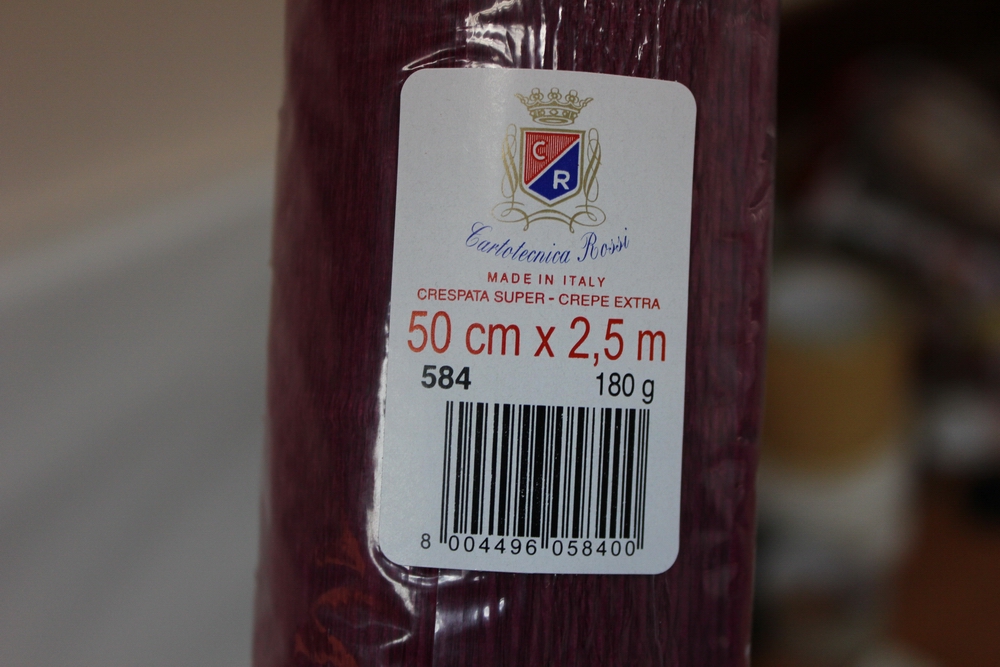 C
R
Cartotecnica Rossi
MADE IN ITALY
CRESPATA SUPER - CREPE EXTRA
50 cm x 2,5 m
584 180 g
8 004496 058400